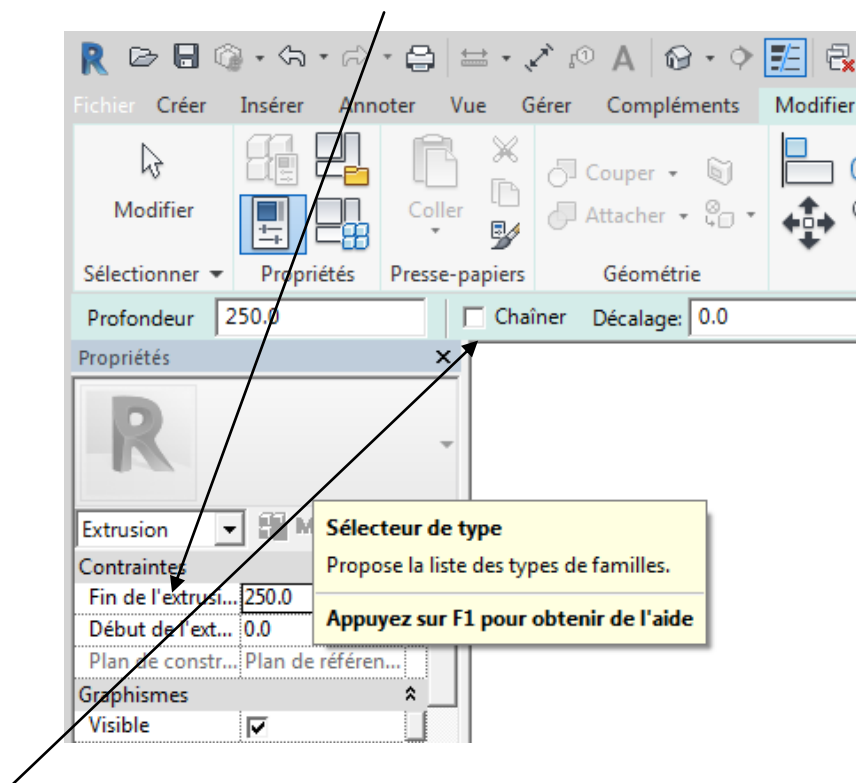 Fichier Créer Insérer Annoter Vue Gérer Compléments Modifier
Modifier
Coller
Couper
Attacher
Sélectionner Propriétés Presse-papiers Géométrie
Profondeur 250.0 Chaîner Décalage: 0.0
Propriétés
Extrusion
Sélecteur de type
Propose la liste des types de familles.
Appuyez sur F1 pour obtenir de l'aide
Contraintes
Fin de l'extrusi... 250.0
Début de l'ext... 0.0
Plan de constr... Plan de référen...
Graphismes
Visible